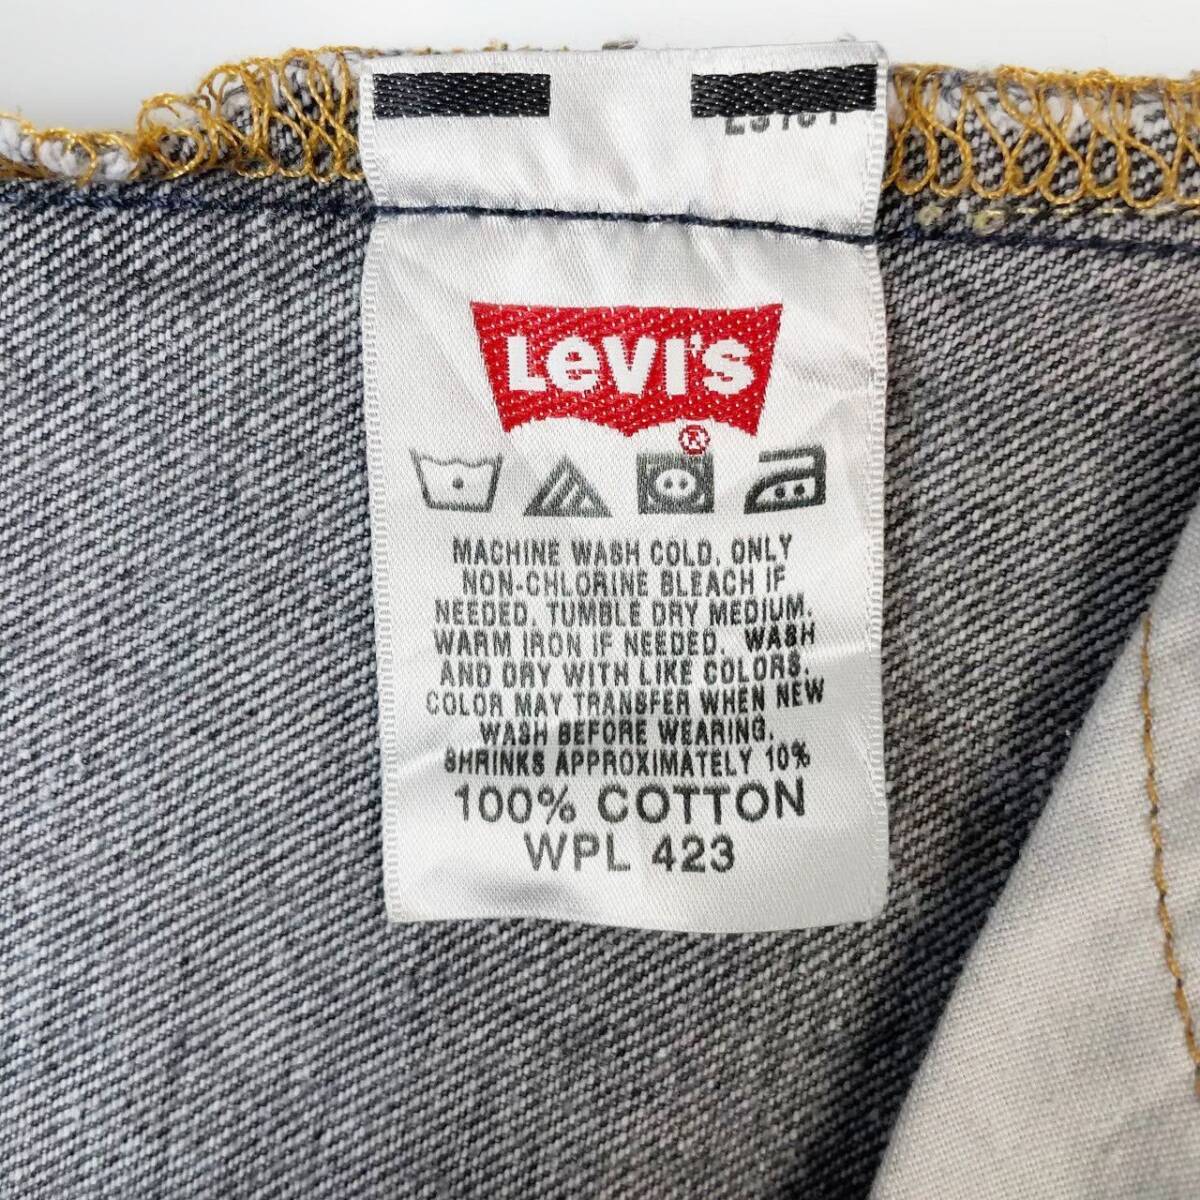 LEVI'S
®
MACHINE WASH COLD, ONLY
NON-CHLORINE BLEACH IF
NEEDED. TUMBLE DRY MEDIUM.
WARM IRON IF NEEDED. WASH
AND DRY WITH LIKE COLORS.
COLOR MAY TRANSFER WHEN NEW
WASH BEFORE WEARING.
SHRINKS APPROXIMATELY 10%
100% COTTON
WPL 423